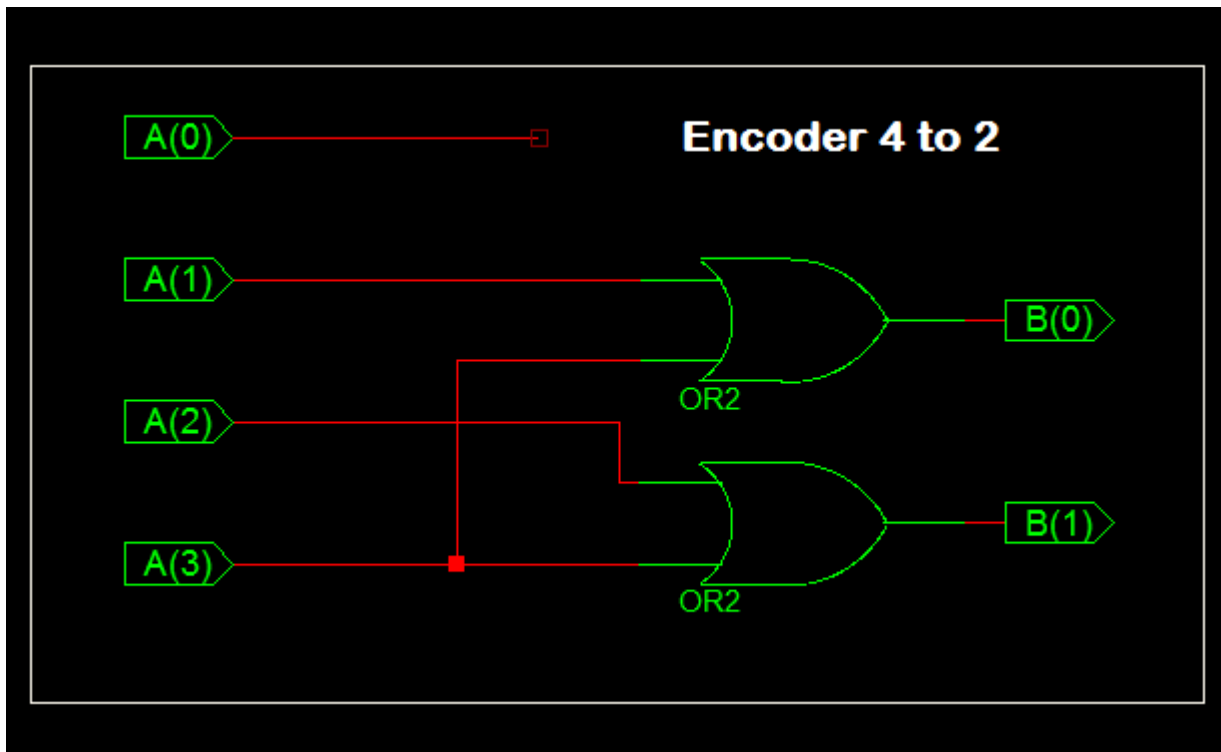 A(0)
Encoder 4 to 2
A(1)
B(0)
OR2
A(2)
B(1)
A(3)
OR2